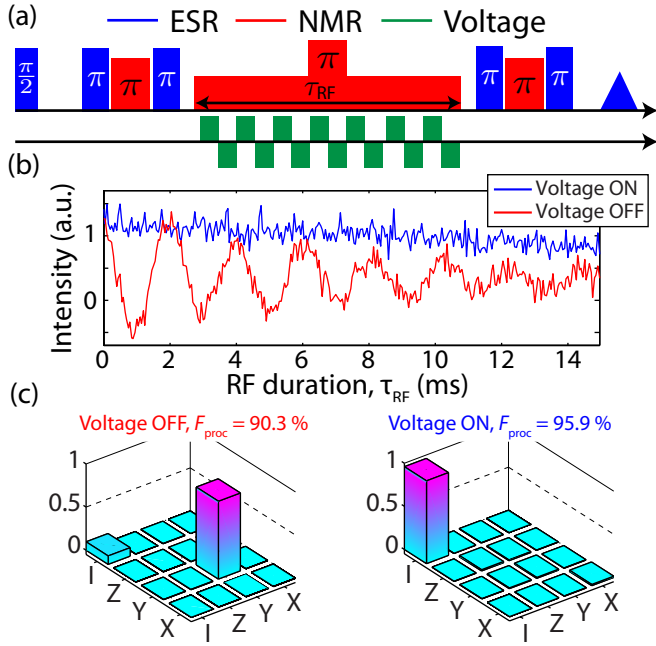 (a) ESR NMR Voltage
π/2 π π π π π π π
τRF
(b)
Voltage ON
Voltage OFF
Intensity (a.u.)
1
0
0 2 4 6 8 10 12 14
RF duration, τRF (ms)
(c)
Voltage OFF, Fproc = 90.3 %
Voltage ON, Fproc = 95.9 %
1
0.5
0
I Z Y X
I Z Y X
1
0.5
0
I Z Y X
I Z Y X